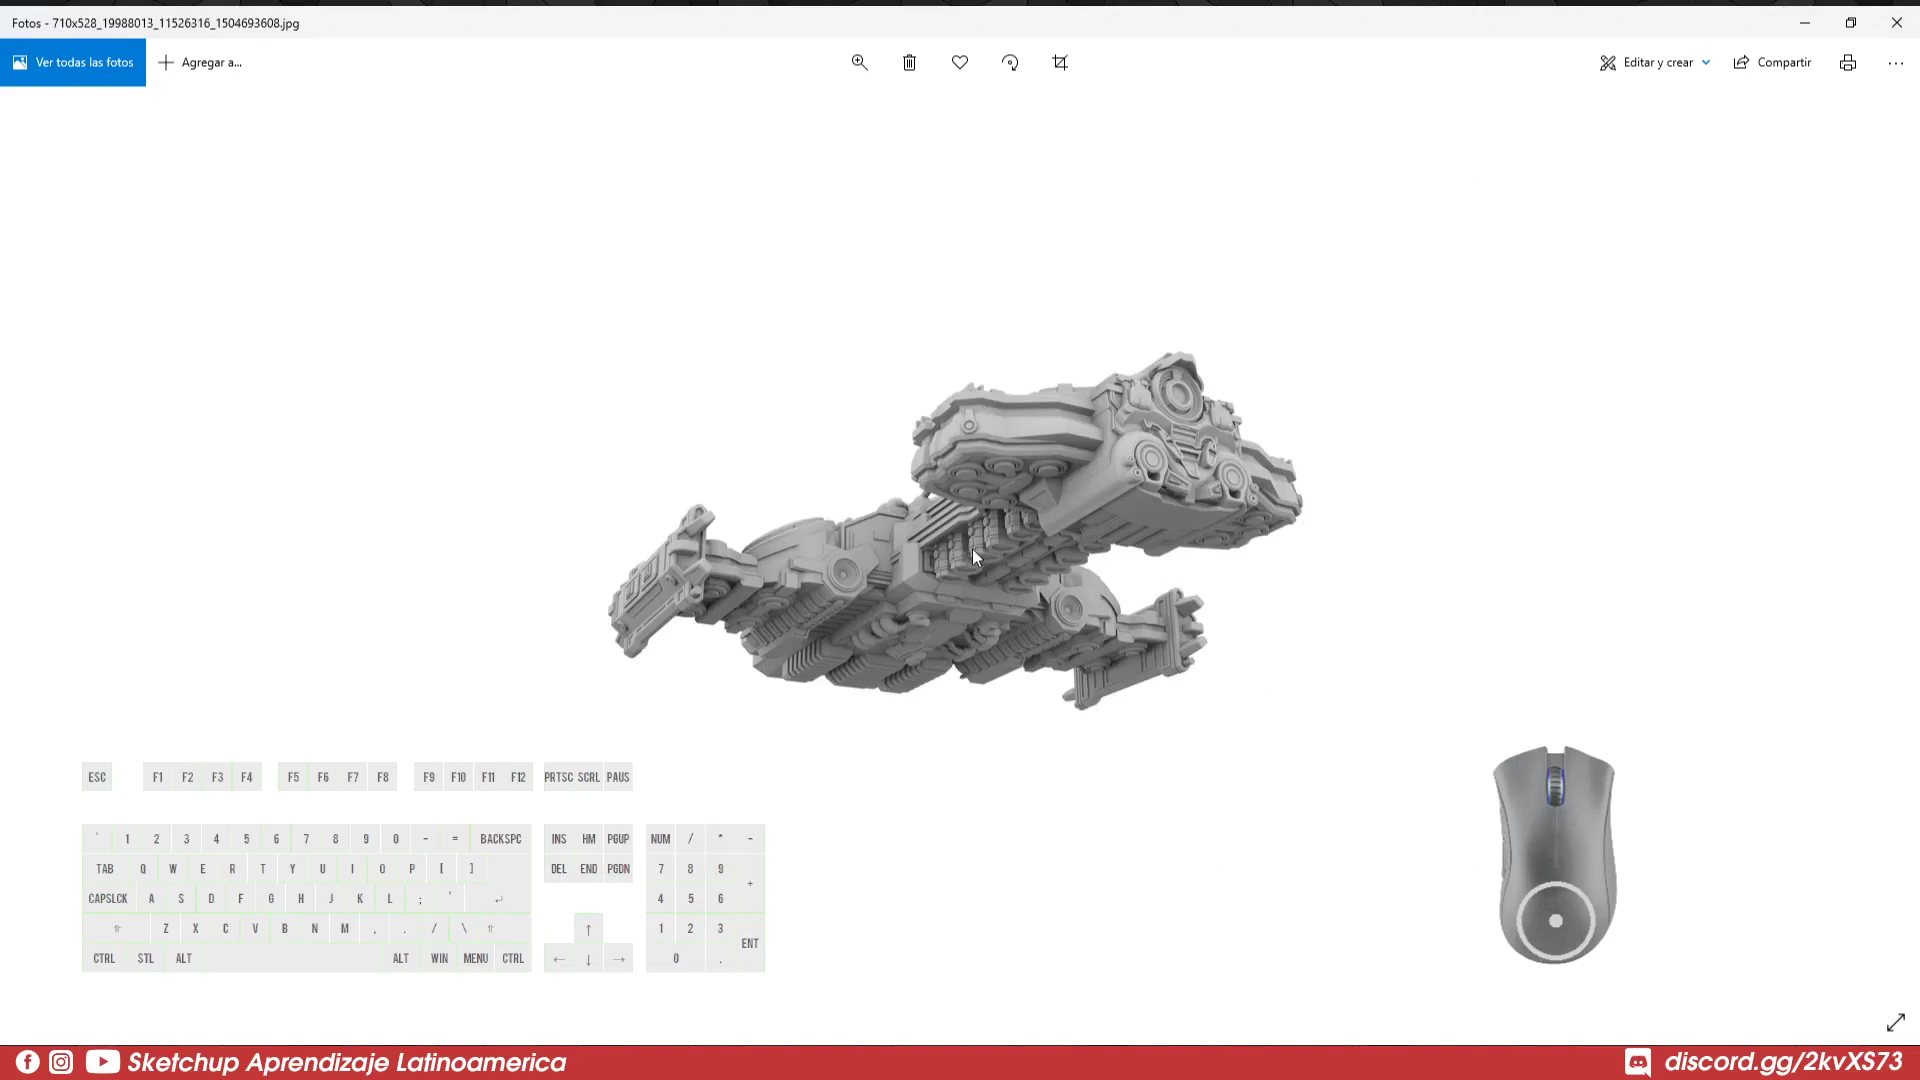 Fotos - 710x528_19988013_11526316_1504693608.jpg
Ver todas las fotos
Agregar a...
Editar y crear
Compartir
ESC F1 F2 F3 F4 F5 F6 F7 F8 F9 F10 F11 F12 PRTSC SCRL PAUS
` 1 2 3 4 5 6 7 8 9 0 - = BACKSPC INS HM PGUP NUM / * -
TAB Q W E R T Y U I O P [ ] DEL END PGDN 7 8 9 +
CAPSLCK A S D F G H J K L ; ' ↵ 4 5 6
⇧ Z X C V B N M , . / \ ⇧ ↑ 1 2 3 ENT
CTRL STL ALT ALT WIN MENU CTRL ← ↓ → 0 .
Sketchup Aprendizaje Latinoamerica
discord.gg/2kvXS73